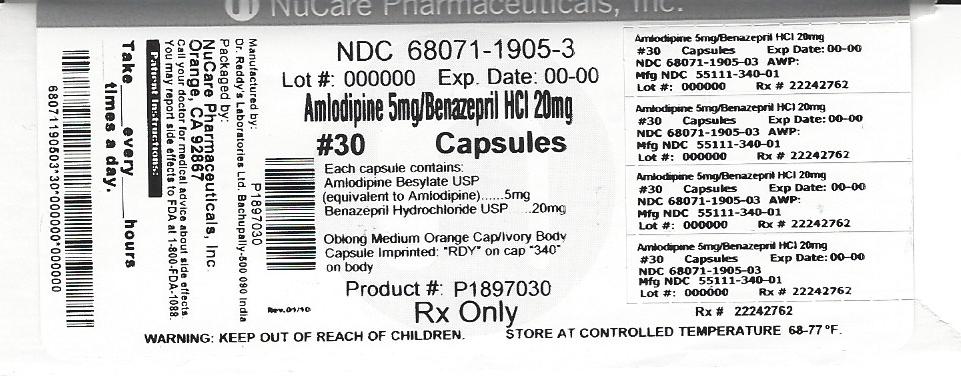 NuCare Pharmaceuticals, Inc.
68071190503*30*0000000*000000
Take ____ every ____ hours
____ times a day.
Patient Instructions:
Call your doctor for medical advice about side effects.
You may report side effects to FDA at 1-800-FDA-1088.
Orange, CA 92867
NuCare Pharmaceuticals, Inc
Packaged by:
Dr. Reddy's Laboratories Ltd. Bachupally-500 090 India
Manufactured by:
P1897030
NDC 68071-1905-3
Lot #: 000000 Exp. Date: 00-00
Amlodipine 5mg/Benazepril HCl 20mg
#30 Capsules
Each capsule contains:
Amlodipine Besylate USP
(equivalent to Amlodipine)......5mg
Benazepril Hydrochloride USP ...20mg
Oblong Medium Orange Cap/Ivory Body
Capsule Imprinted: "RDY" on cap "340"
on body
Product #: P1897030
Rev.01/10
Rx Only
WARNING: KEEP OUT OF REACH OF CHILDREN. STORE AT CONTROLLED TEMPERATURE 68-77°F.
Amlodipine 5mg/Benazepril HCl 20mg
#30 Capsules Exp Date: 00-00
NDC 68071-1905-03 AWP:
Mfg NDC 55111-340-01
Lot #: 000000 Rx # 22242762
Amlodipine 5mg/Benazepril HCl 20mg
#30 Capsules Exp Date: 00-00
NDC 68071-1905-03 AWP:
Mfg NDC 55111-340-01
Lot #: 000000 Rx # 22242762
Amlodipine 5mg/Benazepril HCl 20mg
#30 Capsules Exp Date: 00-00
NDC 68071-1905-03 AWP:
Mfg NDC 55111-340-01
Lot #: 000000 Rx # 22242762
Amlodipine 5mg/Benazepril HCl 20mg
#30 Capsules Exp Date: 00-00
NDC 68071-1905-03
Mfg NDC 55111-340-01
Lot #: 000000 Rx # 22242762
Rx # 22242762